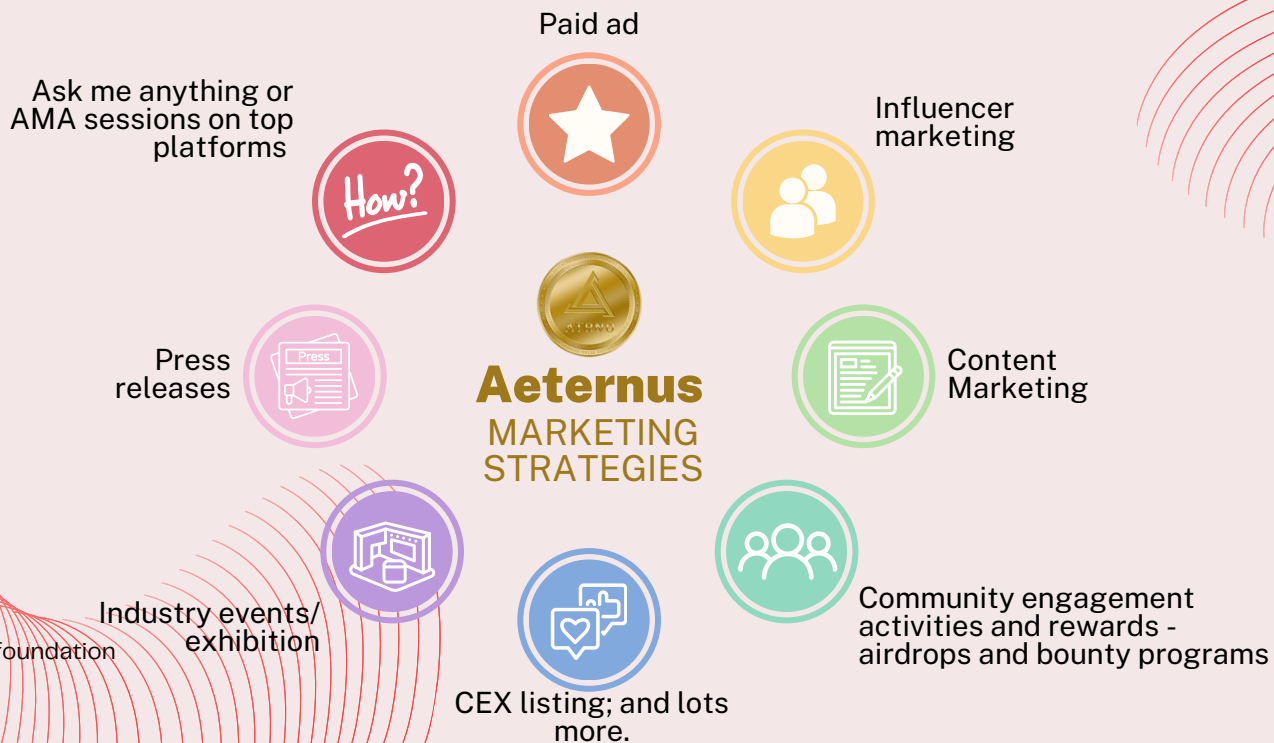 Paid ad
Ask me anything or
AMA sessions on top
platforms
Influencer
marketing
How?
Press
releases
Press
Aeternus
MARKETING
STRATEGIES
Content
Marketing
Industry events/
exhibition
foundation
Community engagement
activities and rewards -
airdrops and bounty programs
CEX listing; and lots
more.